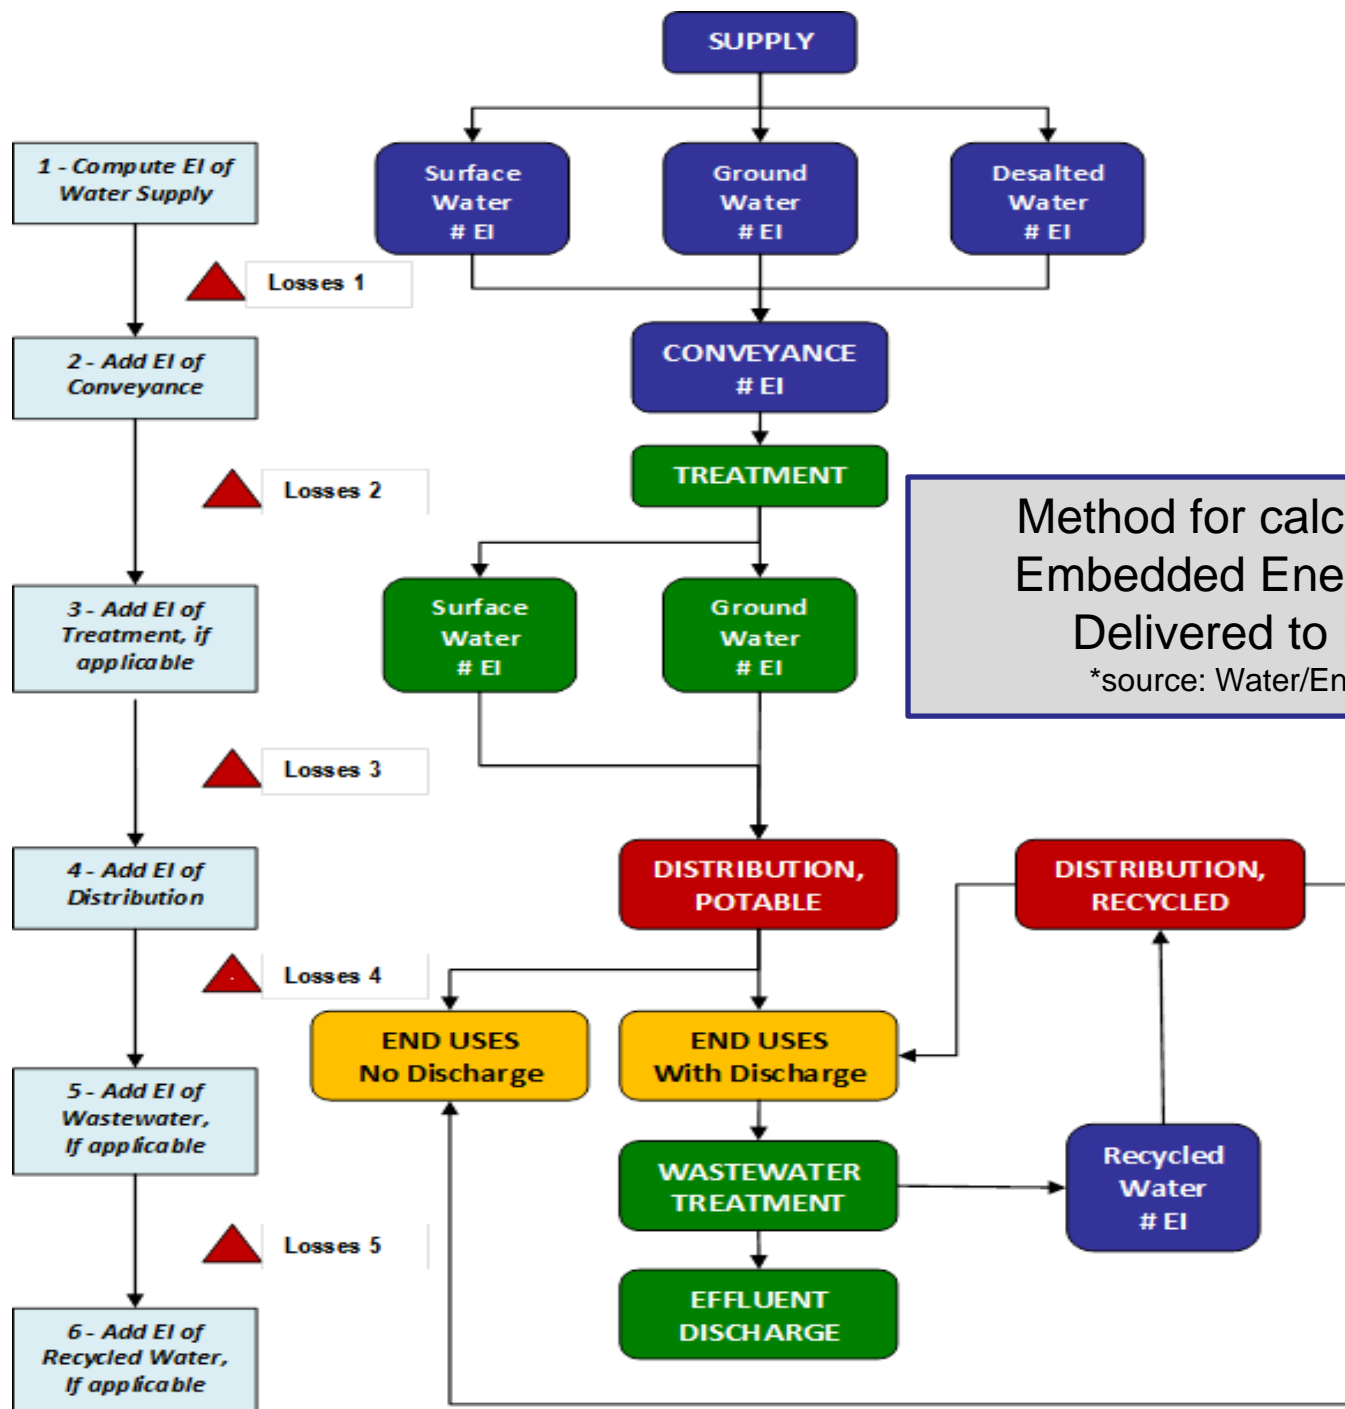 SUPPLY
1 - Compute EI of
Water Supply
Surface
Water
# EI
Ground
Water
# EI
Desalted
Water
# EI
Losses 1
2 - Add EI of
Conveyance
CONVEYANCE
# EI
Losses 2
TREATMENT
Method for calc
Embedded Ene
Delivered to
*source: Water/En
3 - Add EI of
Treatment, if
applicable
Surface
Water
# EI
Ground
Water
# EI
Losses 3
4 - Add EI of
Distribution
DISTRIBUTION,
POTABLE
DISTRIBUTION,
RECYCLED
Losses 4
END USES
No Discharge
END USES
With Discharge
5 - Add EI of
Wastewater,
If applicable
WASTEWATER
TREATMENT
Recycled
Water
# EI
Losses 5
EFFLUENT
DISCHARGE
6 - Add EI of
Recycled Water,
If applicable